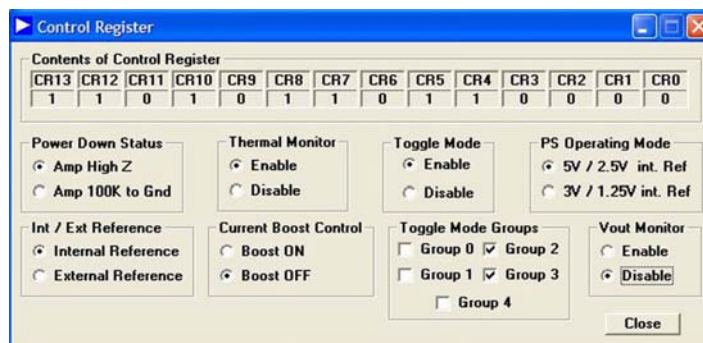 Control Register
Contents of Control Register
CR13 CR12 CR11 CR10 CR9 CR8 CR7 CR6 CR5 CR4 CR3 CR2 CR1 CR0
1 1 0 1 0 1 1 0 1 1 0 0 0 0
Power Down Status
Amp High Z
Amp 100K to Gnd
Thermal Monitor
Enable
Disable
Toggle Mode
Enable
Disable
PS Operating Mode
5V / 2.5V int. Ref
3V / 1.25V int. Ref
Int / Ext Reference
Internal Reference
External Reference
Current Boost Control
Boost ON
Boost OFF
Toggle Mode Groups
Group 0 Group 2
Group 1 Group 3
Group 4
Vout Monitor
Enable
Disable
Close